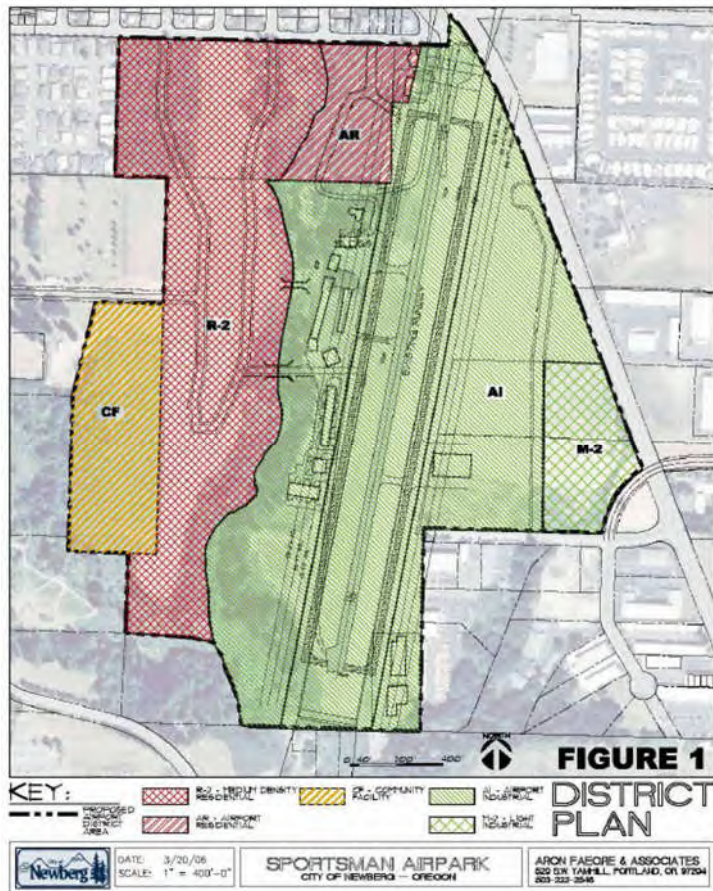 AR
R-2
CF
AI
M-2
NORTH
FIGURE 1
KEY:
PROPOSED
AIRPORT
DISTRICT
AREA
R-2 - MEDIUM DENSITY
RESIDENTIAL
AR - AIRPORT
RESIDENTIAL
CF - COMMUNITY
FACILITY
AI - AIRPORT
INDUSTRIAL
M-2 - LIGHT
INDUSTRIAL
DISTRICT
PLAN
Newberg
DATE: 3/20/06
SCALE: 1" = 400'-0"
SPORTSMAN AIRPARK
CITY OF NEWBERG - OREGON
ARON FAEGRE & ASSOCIATES
520 S.W. YAMHILL, PORTLAND, OR. 97204